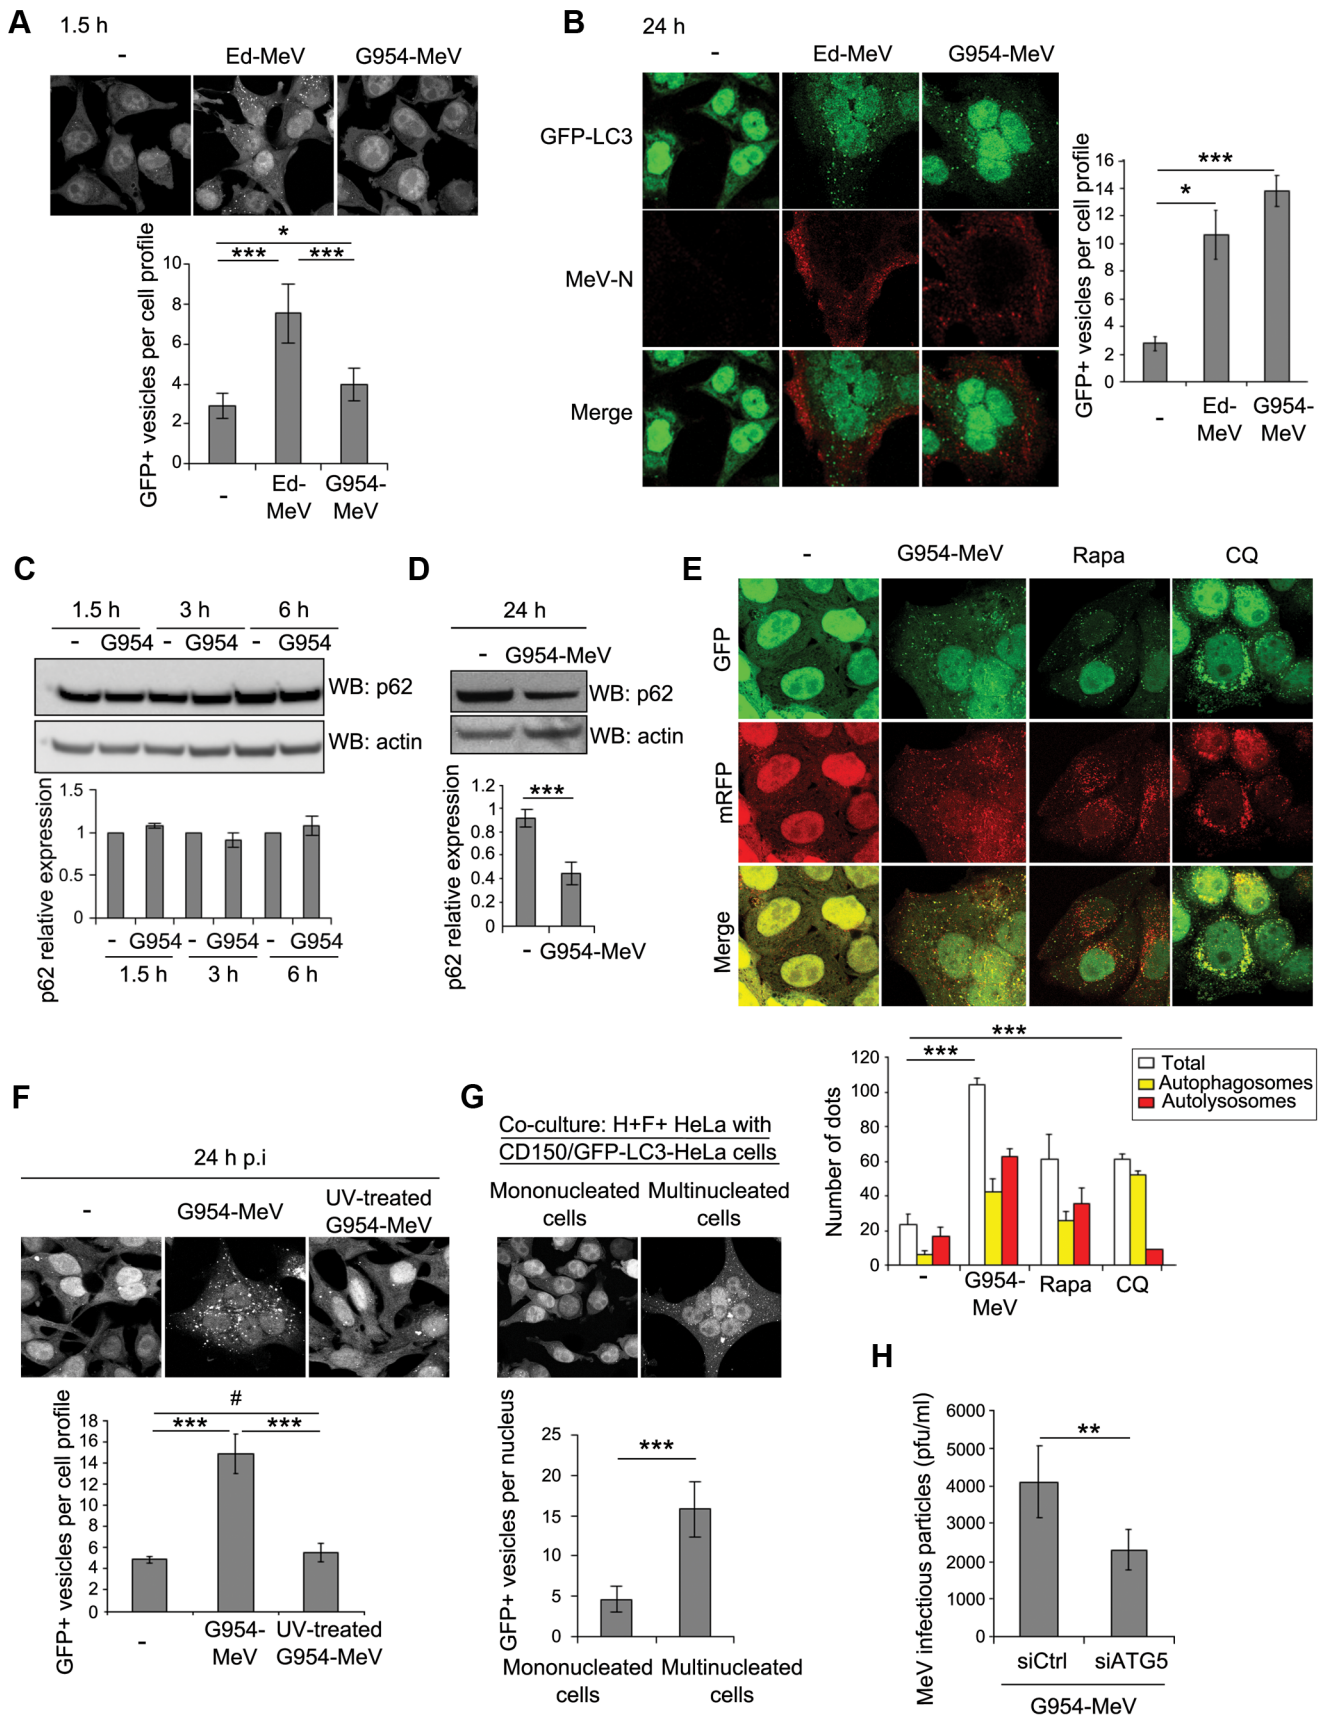 A
1.5 h
-
Ed-MeV
G954-MeV
GFP+ vesicles per cell profile
*
***
***
10
8
6
4
2
0
-
Ed-
MeV
G954-
MeV
B
24 h
-
Ed-MeV
G954-MeV
GFP-LC3
MeV-N
Merge
GFP+ vesicles per cell profile
***
*
16
14
12
10
8
6
4
2
0
-
Ed-
MeV
G954-
MeV
C
1.5 h 3 h 6 h
- G954 - G954 - G954
WB: p62
WB: actin
p62 relative expression
1.5
1
0.5
0
- G954 - G954 - G954
1.5 h 3 h 6 h
D
24 h
- G954-MeV
WB: p62
WB: actin
p62 relative expression
***
1.2
1
0.8
0.6
0.4
0.2
0
- G954-MeV
E
-
G954-MeV
Rapa
CQ
GFP
mRFP
Merge
Number of dots
***
***
120
100
80
60
40
20
0
-
G954-
MeV
Rapa
CQ
Total
Autophagosomes
Autolysosomes
F
24 h p.i
-
G954-MeV
UV-treated
G954-MeV
GFP+ vesicles per cell profile
#
***
***
18
16
14
12
10
8
6
4
2
0
-
G954-
MeV
UV-treated
G954-MeV
G
Co-culture: H+F+ HeLa with
CD150/GFP-LC3-HeLa cells
Mononucleated
cells
Multinucleated
cells
GFP+ vesicles per nucleus
***
25
20
15
10
5
0
Mononucleated
cells
Multinucleated
cells
H
MeV infectious particles (pfu/ml)
**
6000
5000
4000
3000
2000
1000
0
siCtrl
siATG5
G954-MeV